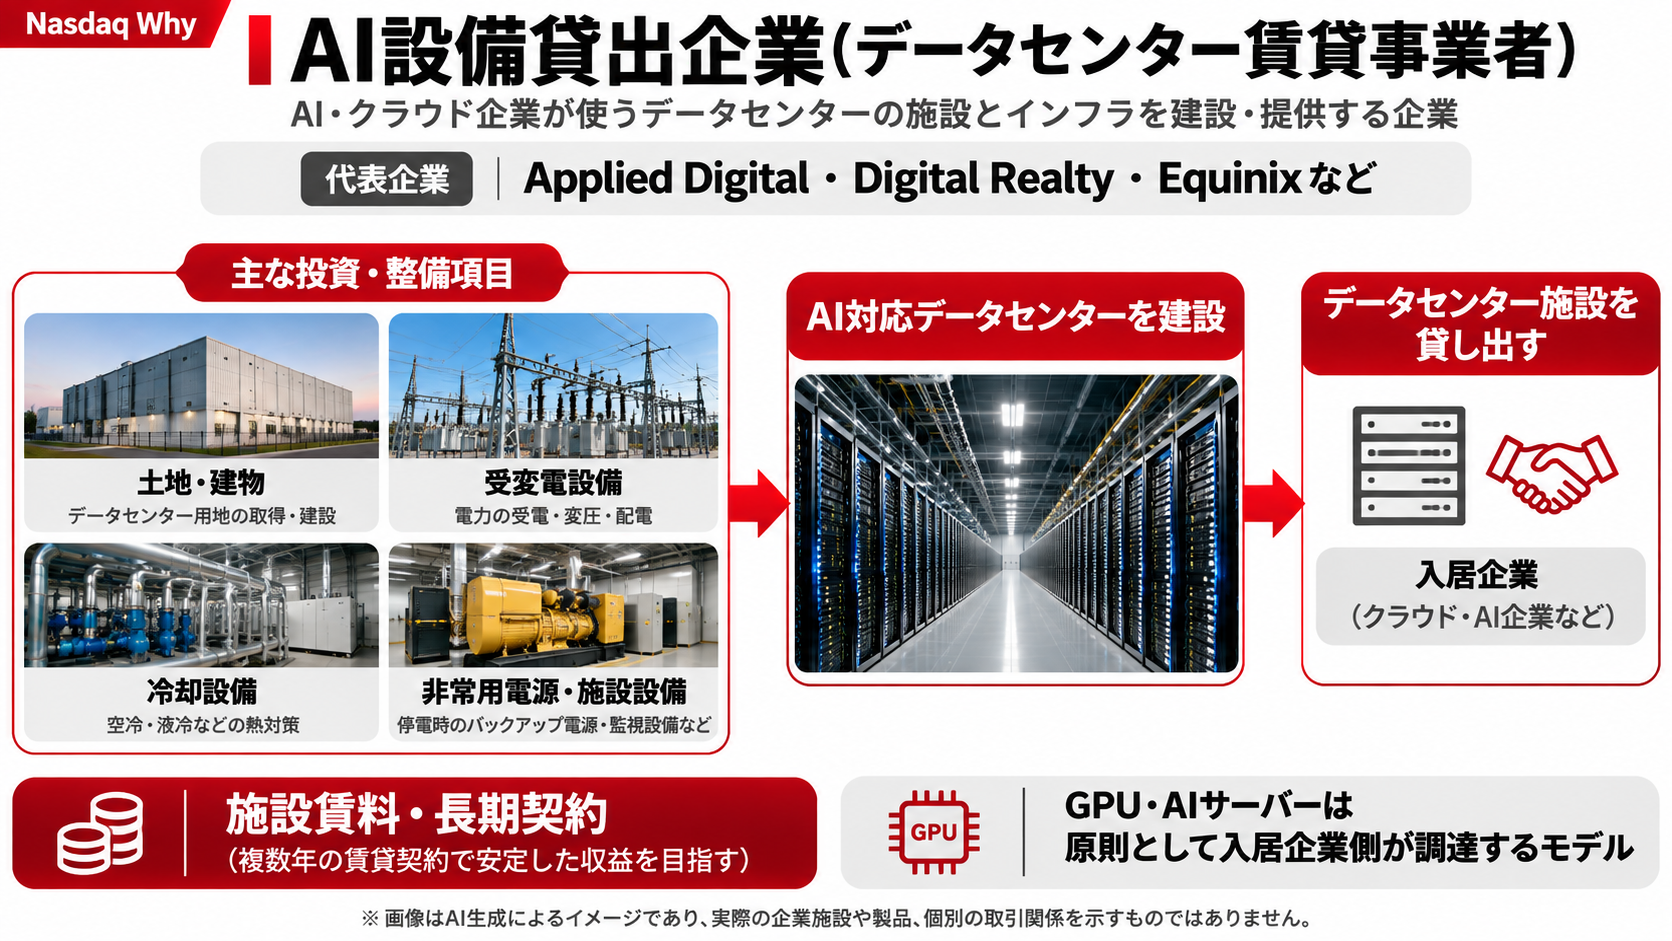 Nasdaq Why
AI設備貸出企業(データセンター賃貸事業者)
AI・クラウド企業が使うデータセンターの施設とインフラを建設・提供する企業
代表企業
Applied Digital・Digital Realty・Equinixなど
主な投資・整備項目
土地・建物
データセンター用地の取得・建設
受変電設備
電力の受電・変圧・配電
冷却設備
空冷・液冷などの熱対策
非常用電源・施設設備
停電時のバックアップ電源・監視設備など
AI対応データセンターを建設
データセンター施設を
貸し出す
入居企業
(クラウド・AI企業など)
施設賃料・長期契約
(複数年の賃貸契約で安定した収益を目指す)
GPU
GPU・AIサーバーは
原則として入居企業側が調達するモデル
※ 画像はAI生成によるイメージであり、実際の企業施設や製品、個別の取引関係を示すものではありません。